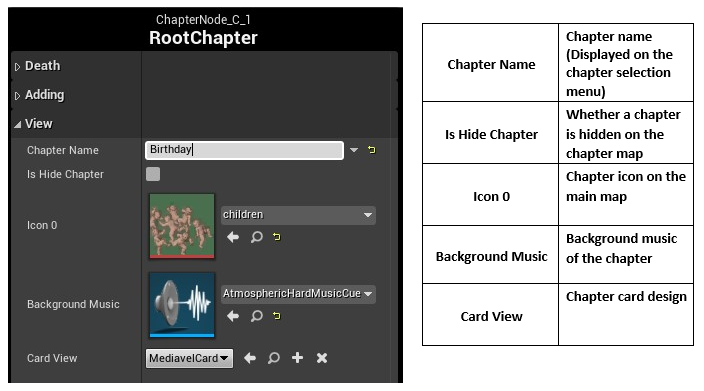 ChapterNode_C_1
RootChapter
Death
Adding
View
Chapter Name
Birthday
Is Hide Chapter
Icon 0
children
Background Music
AtmosphericHardMusicCue
Card View
MediavelCard
Chapter Name
Chapter name
(Displayed on the
chapter selection
menu)
Is Hide Chapter
Whether a chapter
is hidden on the
chapter map
Icon 0
Chapter icon on the
main map
Background Music
Background music
of the chapter
Card View
Chapter card design